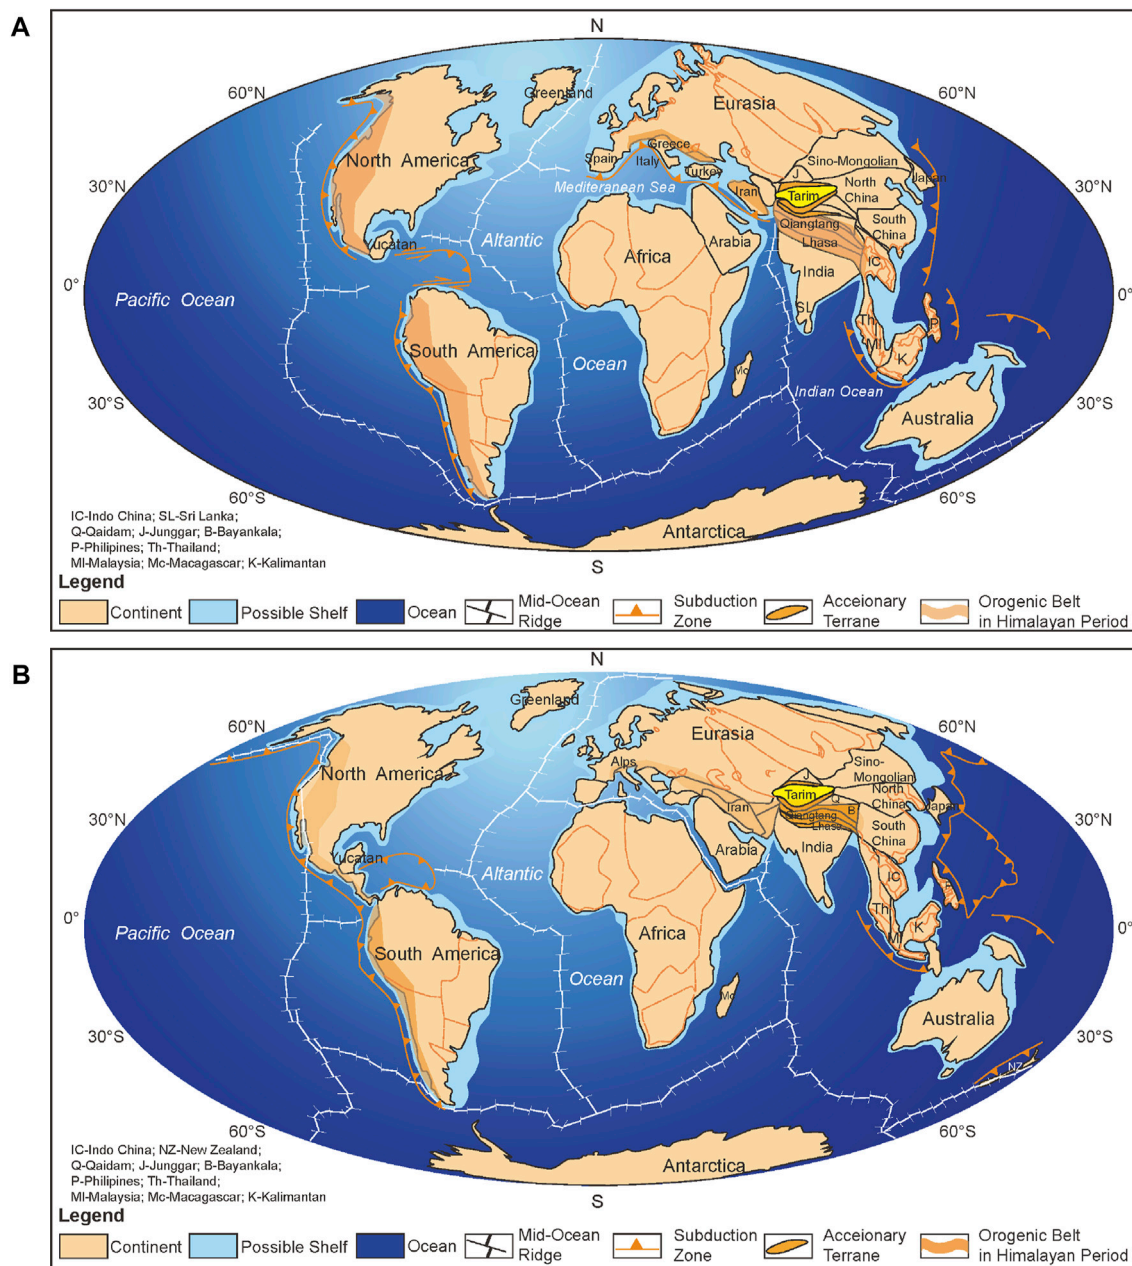 A
N
60°N
60°N
Greenland
Eurasia
North America
Spain
Italy
Greece
Turkey
Mediteranean Sea
Iran
J
Sino-Mongolian
Japan
30°N
30°N
Tarim
North
China
Qiangtang
South
China
Lhasa
Yucatan
Altantic
Africa
Arabia
India
IC
0°
0°
Pacific Ocean
SL
Th
P
MI
K
South America
Ocean
Mc
Indian Ocean
30°S
30°S
Australia
60°S
60°S
Antarctica
S
IC-Indo China; SL-Sri Lanka;
Q-Qaidam; J-Junggar; B-Bayankala;
P-Philipines; Th-Thailand;
MI-Malaysia; Mc-Macagascar; K-Kalimantan
Legend
Continent
Possible Shelf
Ocean
Mid-Ocean
Ridge
Subduction
Zone
Acceionary
Terrane
Orogenic Belt
in Himalayan Period
B
N
60°N
60°N
Greenland
Eurasia
Alps
North America
J
Sino-
Mongolian
Tarim
Q
North
China
Japan
Iran
Qiangtang
B
Lhasa
South
China
30°N
30°N
Yucatan
Altantic
Arabia
India
IC
Th
P
0°
0°
Pacific Ocean
Africa
MI
K
South America
Ocean
Mc
Australia
30°S
30°S
NZ
60°S
60°S
Antarctica
S
IC-Indo China; NZ-New Zealand;
Q-Qaidam; J-Junggar; B-Bayankala;
P-Philipines; Th-Thailand;
MI-Malaysia; Mc-Macagascar; K-Kalimantan
Legend
Continent
Possible Shelf
Ocean
Mid-Ocean
Ridge
Subduction
Zone
Acceionary
Terrane
Orogenic Belt
in Himalayan Period